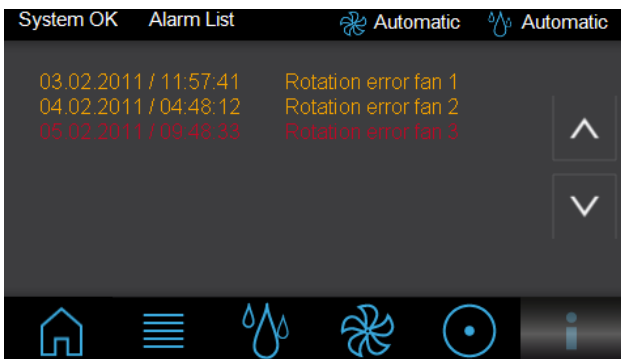 System OK Alarm List Automatic Automatic
03.02.2011 / 11:57:41 Rotation error fan 1
04.02.2011 / 04:48:12 Rotation error fan 2
05.02.2011 / 09:48:33 Rotation error fan 3
i